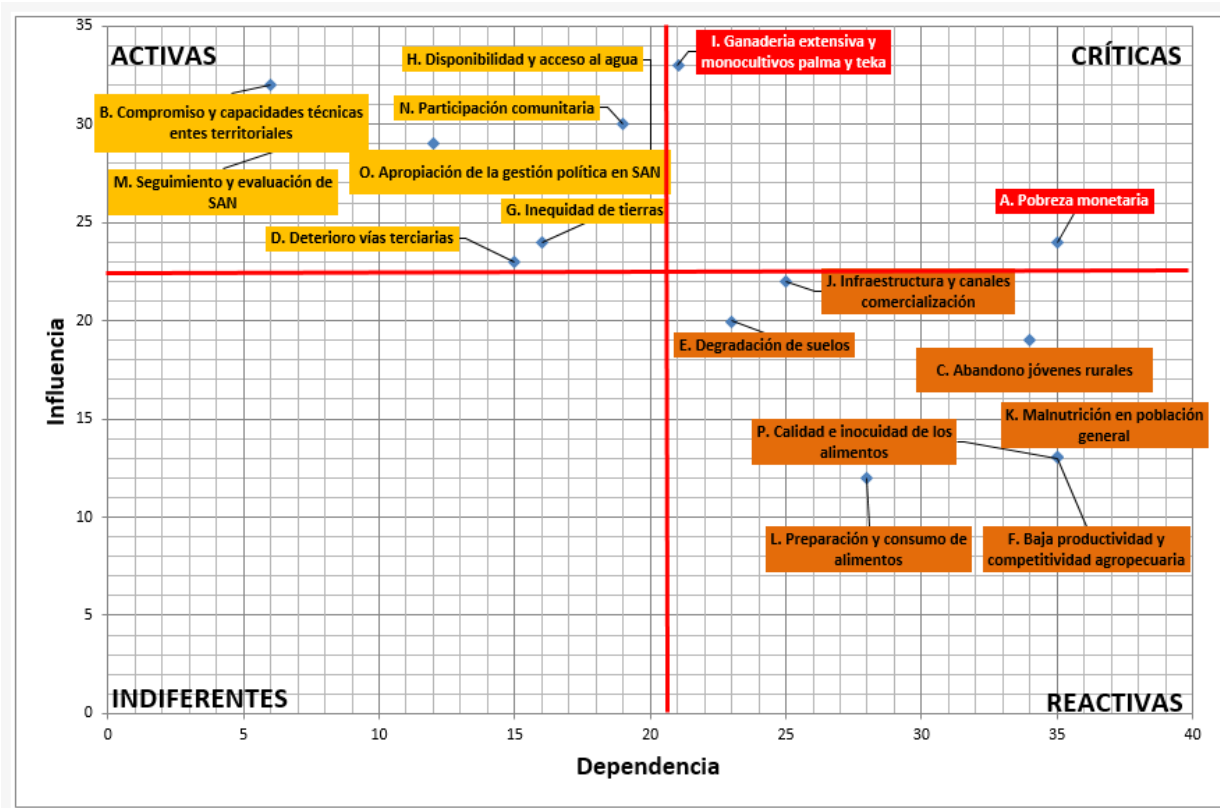 ACTIVAS
CRÍTICAS
H. Disponibilidad y acceso al agua
I. Ganaderia extensiva y
monocultivos palma y teka
B. Compromiso y capacidades técnicas
entes territoriales
N. Participación comunitaria
O. Apropiación de la gestión política en SAN
M. Seguimiento y evaluación de
SAN
G. Inequidad de tierras
A. Pobreza monetaria
D. Deterioro vías terciarias
J. Infraestructura y canales
comercialización
E. Degradación de suelos
C. Abandono jóvenes rurales
K. Malnutrición en población
general
P. Calidad e inocuidad de los
alimentos
L. Preparación y consumo de
alimentos
F. Baja productividad y
competitividad agropecuaria
INDIFERENTES
REACTIVAS
Influencia
35
30
25
20
15
10
5
0
0 5 10 15 20 25 30 35 40
Dependencia